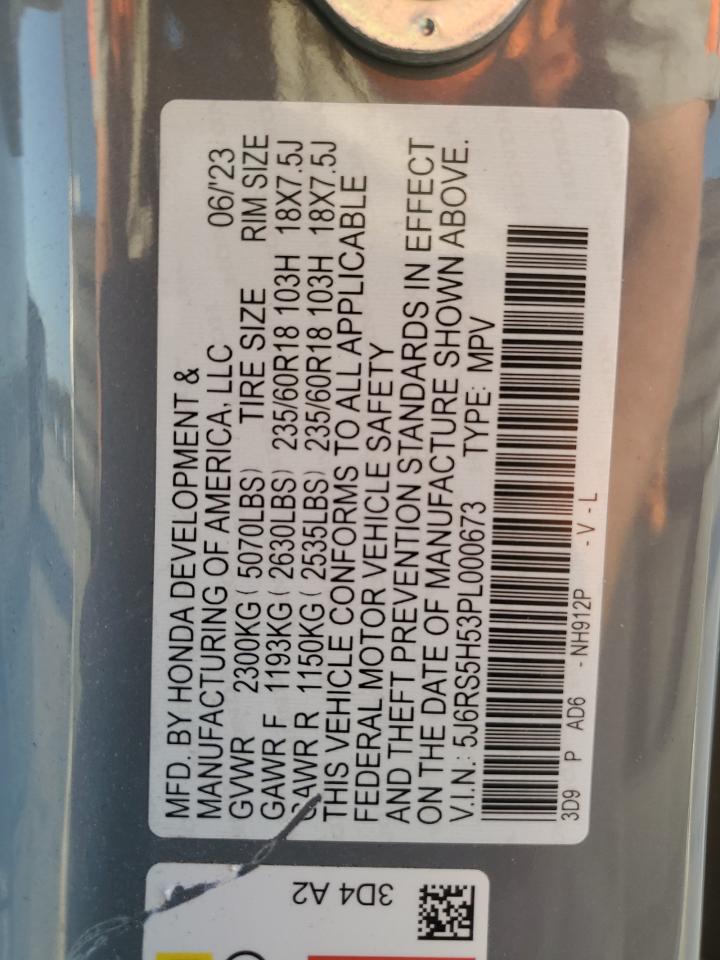 MFD. BY HONDA DEVELOPMENT &
MANUFACTURING OF AMERICA, LLC 06/'23
GVWR 2300KG ( 5070LBS) TIRE SIZE RIM SIZE
GAWR F 1193KG ( 2630LBS) 235/60R18 103H 18X7.5J
GAWR R 1150KG ( 2535LBS) 235/60R18 103H 18X7.5J
THIS VEHICLE CONFORMS TO ALL APPLICABLE
FEDERAL MOTOR VEHICLE SAFETY
AND THEFT PREVENTION STANDARDS IN EFFECT
ON THE DATE OF MANUFACTURE SHOWN ABOVE.
V.I.N.: 5J6RS5H53PL000673 TYPE: MPV
3D9 P AD6 - NH912P - V - L
3D4 A2